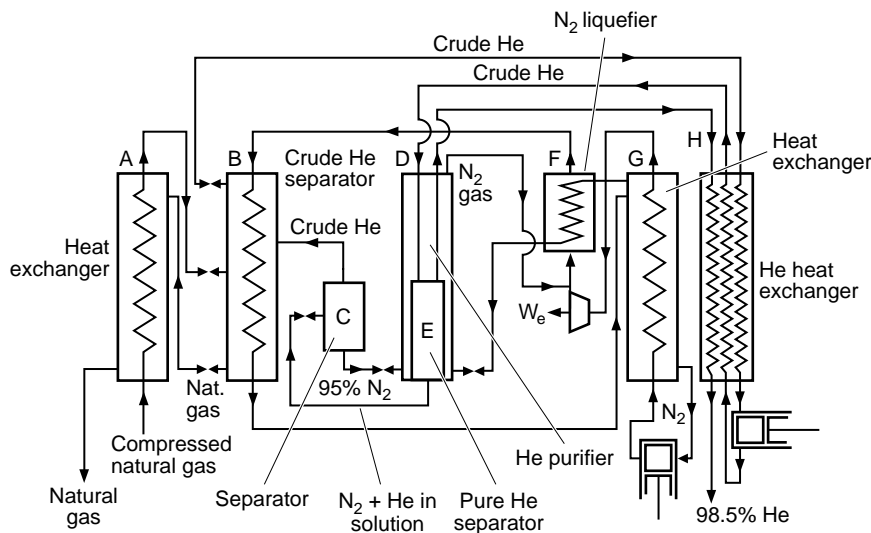 N2 liquefier
Crude He
Crude He
A
B
Crude He
separator
D
N2
gas
F
G
H
Heat
exchanger
Crude He
Heat
exchanger
C
E
We
He heat
exchanger
95% N2
Nat.
gas
N2
Compressed
natural gas
He purifier
Natural
gas
Separator
N2 + He in
solution
Pure He
separator
98.5% He